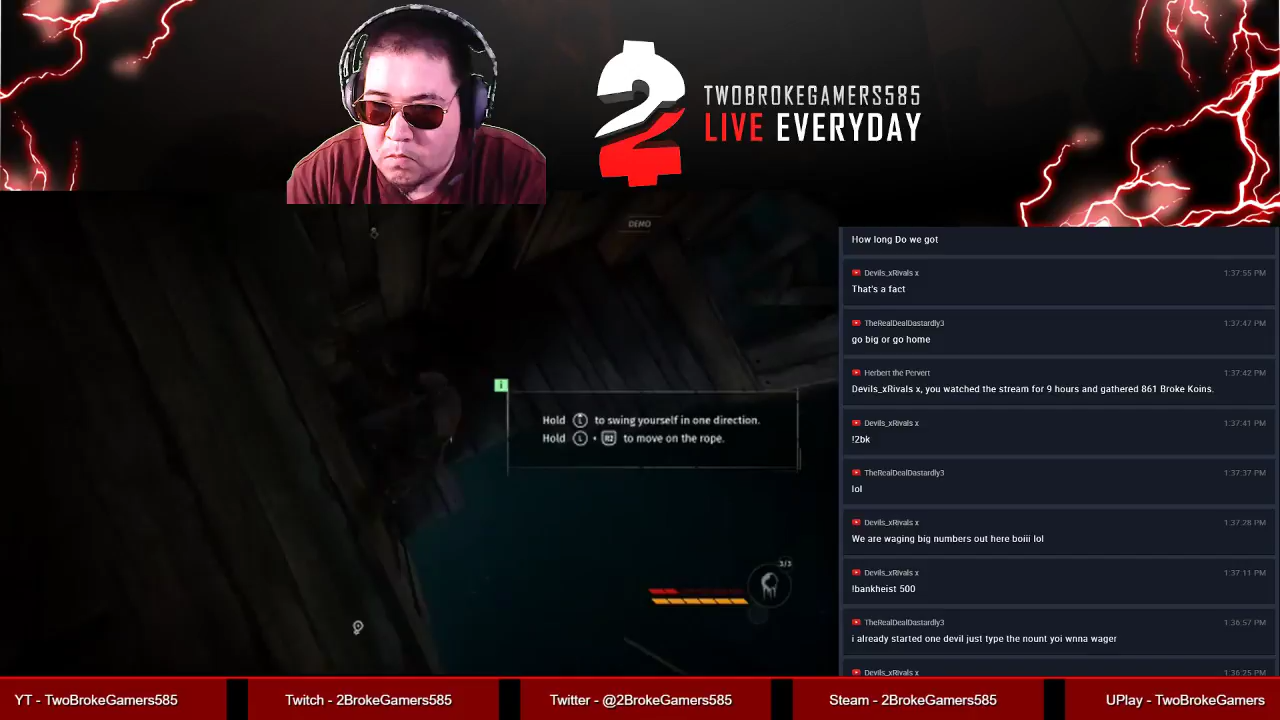 TWOBROKEGAMERS585
LIVE EVERYDAY
DEMO
i
Hold L to swing yourself in one direction.
Hold L + R2 to move on the rope.
3/3
How long Do we got
Devils_xRivals x 1:37:55 PM
That's a fact
TheRealDealDastardly3 1:37:47 PM
go big or go home
Herbert the Pervert 1:37:42 PM
Devils_xRivals x, you watched the stream for 9 hours and gathered 861 Broke Koins.
Devils_xRivals x 1:37:41 PM
!2bk
TheRealDealDastardly3 1:37:37 PM
lol
Devils_xRivals x 1:37:28 PM
We are waging big numbers out here boiii lol
Devils_xRivals x 1:37:11 PM
!bankheist 500
TheRealDealDastardly3 1:36:57 PM
i already started one devil just type the nount yoi wnna wager
Devils_xRivals x 1:36:25 PM
YT - TwoBrokeGamers585
Twitch - 2BrokeGamers585
Twitter - @2BrokeGamers585
Steam - 2BrokeGamers585
UPlay - TwoBrokeGamers